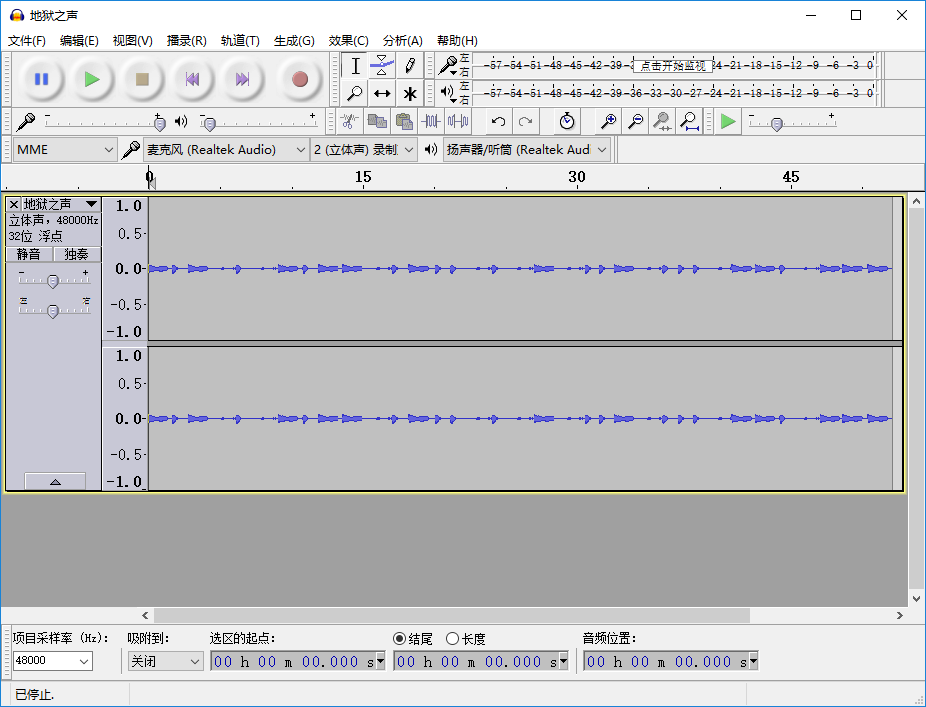 地狱之声
文件(F) 编辑(E) 视图(V) 播录(R) 轨道(T) 生成(G) 效果(C) 分析(A) 帮助(H)
左 右 -57 -54 -51 -48 -45 -42 -39 点击开始监视 24 -21 -18 -15 -12 -9 -6 -3 0
左 右 -57 -54 -51 -48 -45 -42 -39 -36 -33 -30 -27 -24 -21 -18 -15 -12 -9 -6 -3 0
MME 麦克风 (Realtek Audio) 2 (立体声) 录制 扬声器/听筒 (Realtek Aud
0 15 30 45
地狱之声
立体声, 48000Hz
32位 浮点
静音 独奏
- +
左 右
1.0
0.5
0.0
-0.5
-1.0
1.0
0.5
0.0
-0.5
-1.0
项目采样率 (Hz): 吸附到: 选区的起点: 结尾 长度 音频位置:
48000 关闭 00 h 00 m 00.000 s 00 h 00 m 00.000 s 00 h 00 m 00.000 s
已停止.